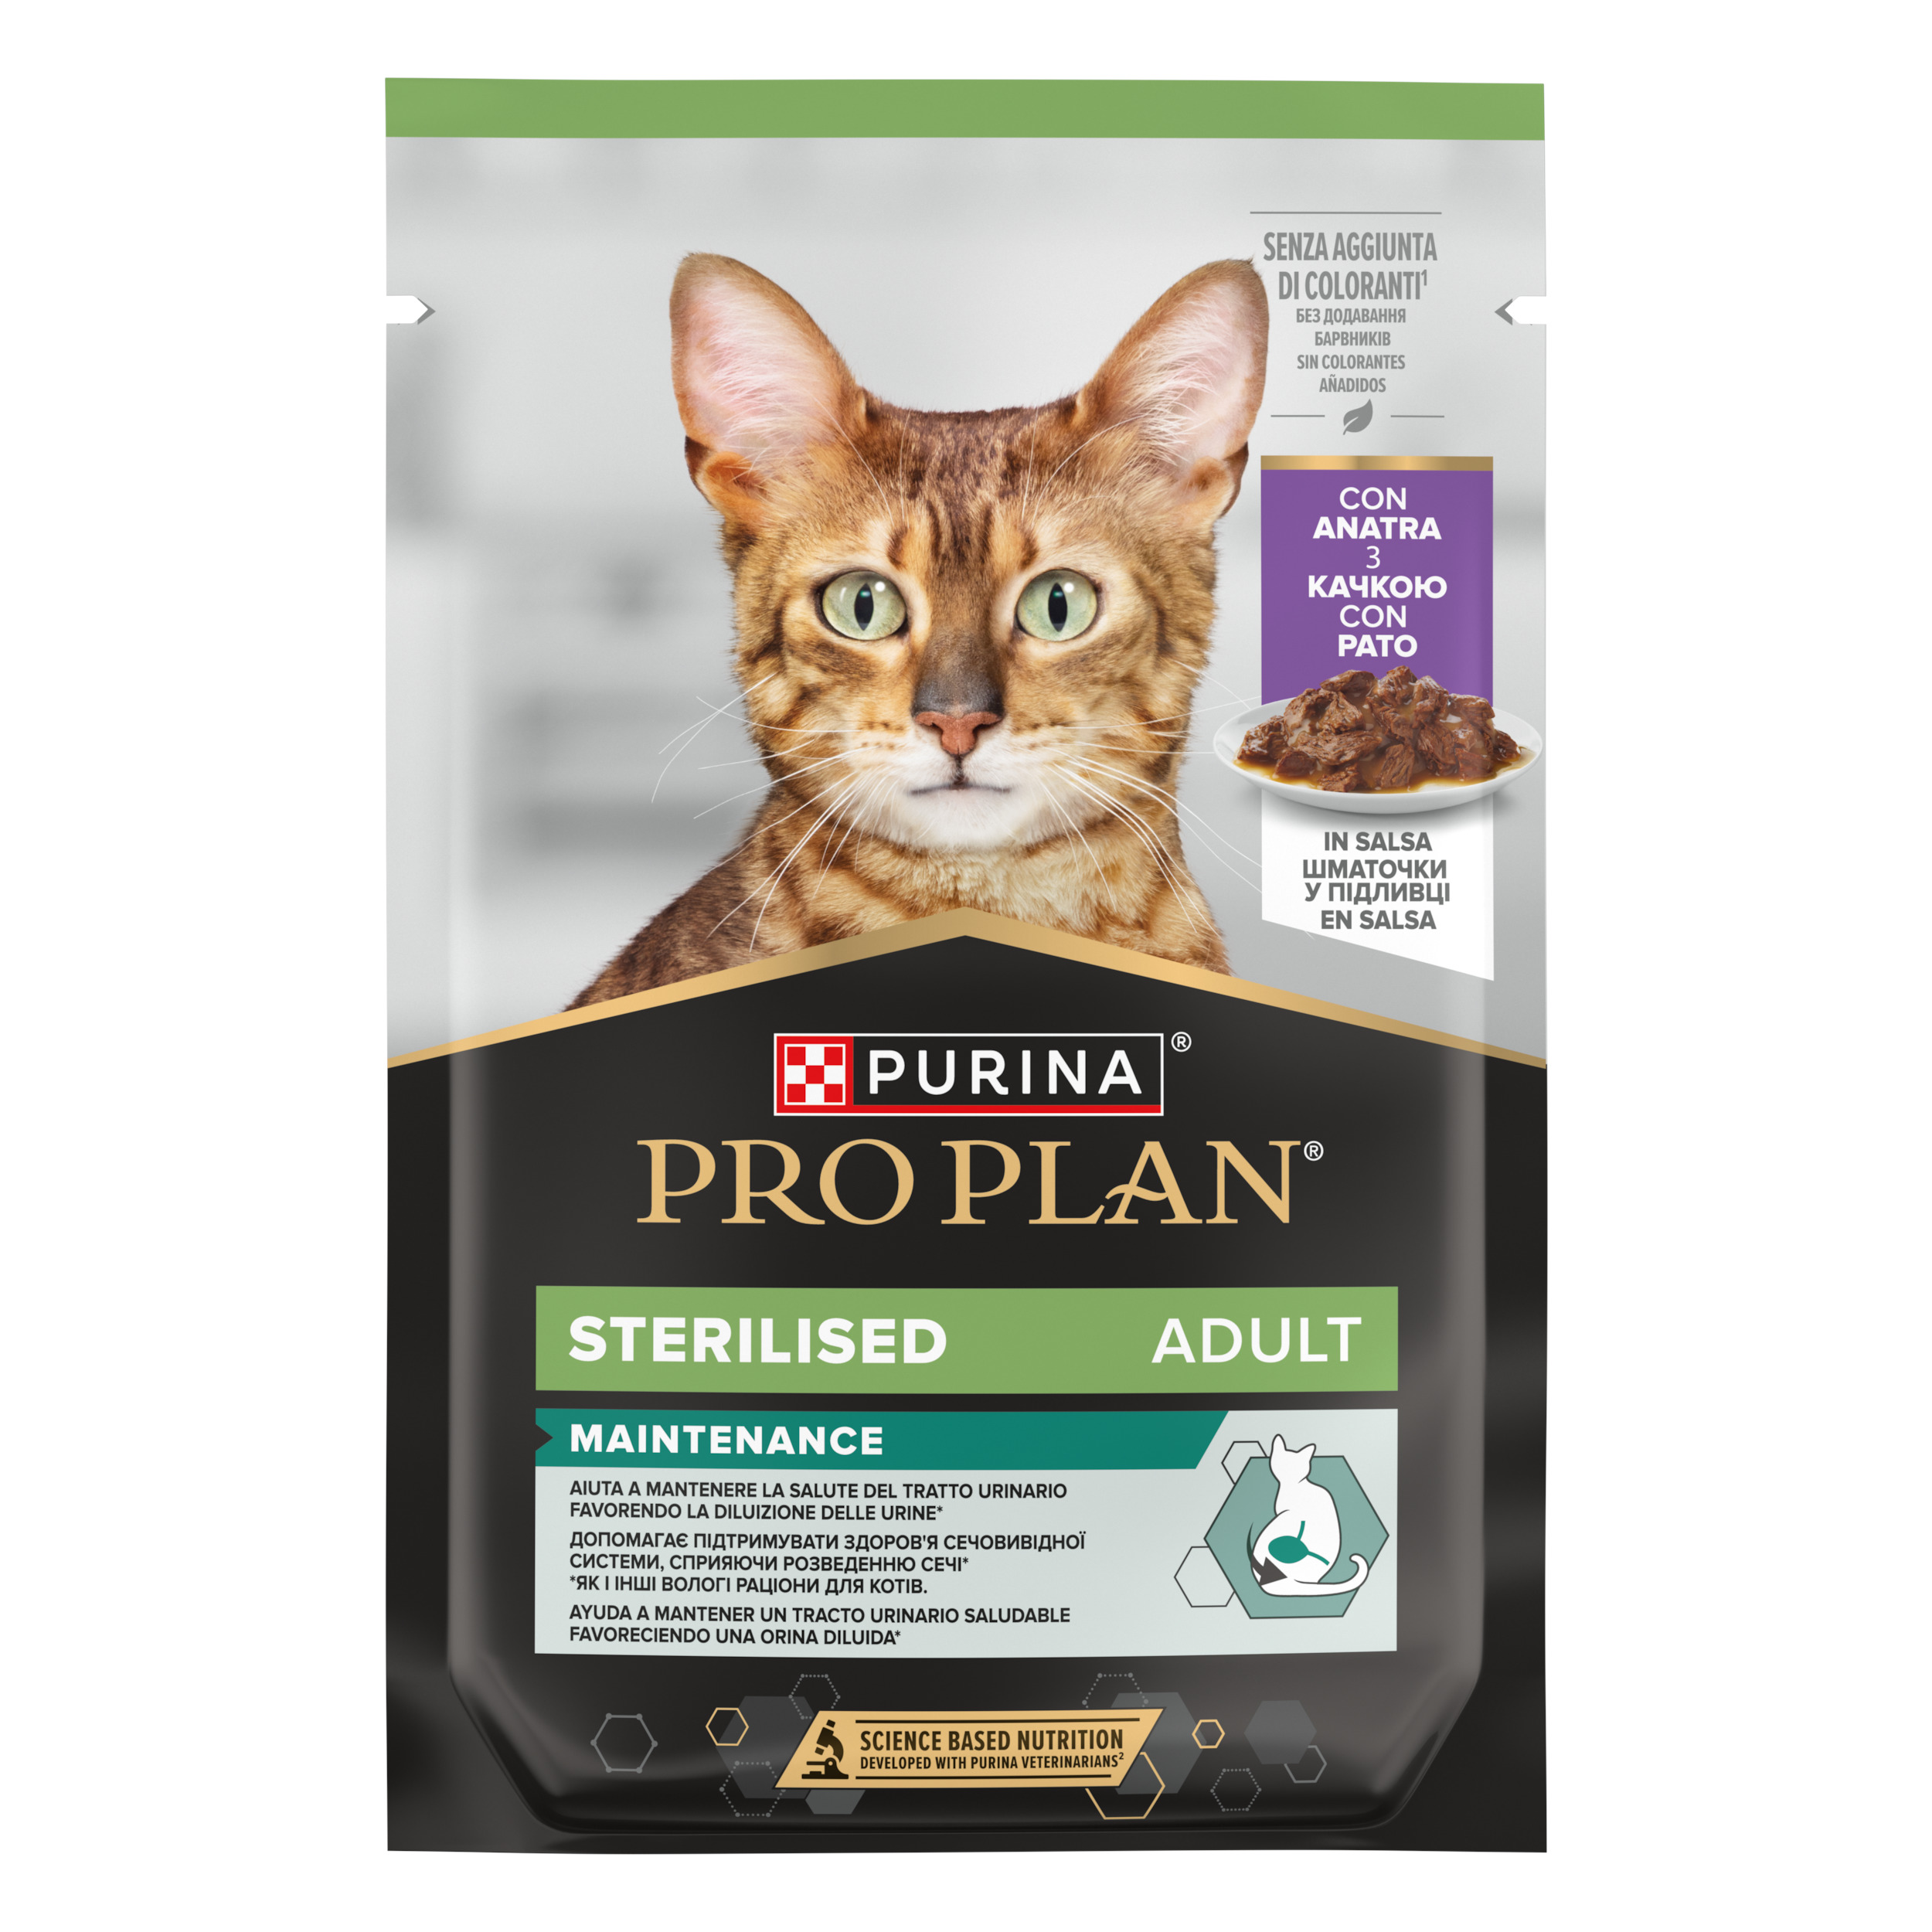 SENZA AGGIUNTA
DI COLORANTI¹
БЕЗ ДОДАВАННЯ
БАРВНИКІВ
SIN COLORANTES
AÑADIDOS
CON
ANATRA
З
КАЧКОЮ
CON
PATO
IN SALSA
ШМАТОЧКИ
У ПІДЛИВЦІ
EN SALSA
PURINA®
PRO PLAN®
STERILISED ADULT
MAINTENANCE
AIUTA A MANTENERE LA SALUTE DEL TRATTO URINARIO
FAVORENDO LA DILUIZIONE DELLE URINE*
ДОПОМАГАЄ ПІДТРИМУВАТИ ЗДОРОВ'Я СЕЧОВИВІДНОЇ
СИСТЕМИ, СПРИЯЮЧИ РОЗВЕДЕННЮ СЕЧІ*
*ЯК І ІНШІ ВОЛОГІ РАЦІОНИ ДЛЯ КОТІВ.
AYUDA A MANTENER UN TRACTO URINARIO SALUDABLE
FAVORECIENDO UNA ORINA DILUIDA*
SCIENCE BASED NUTRITION
DEVELOPED WITH PURINA VETERINARIANS²